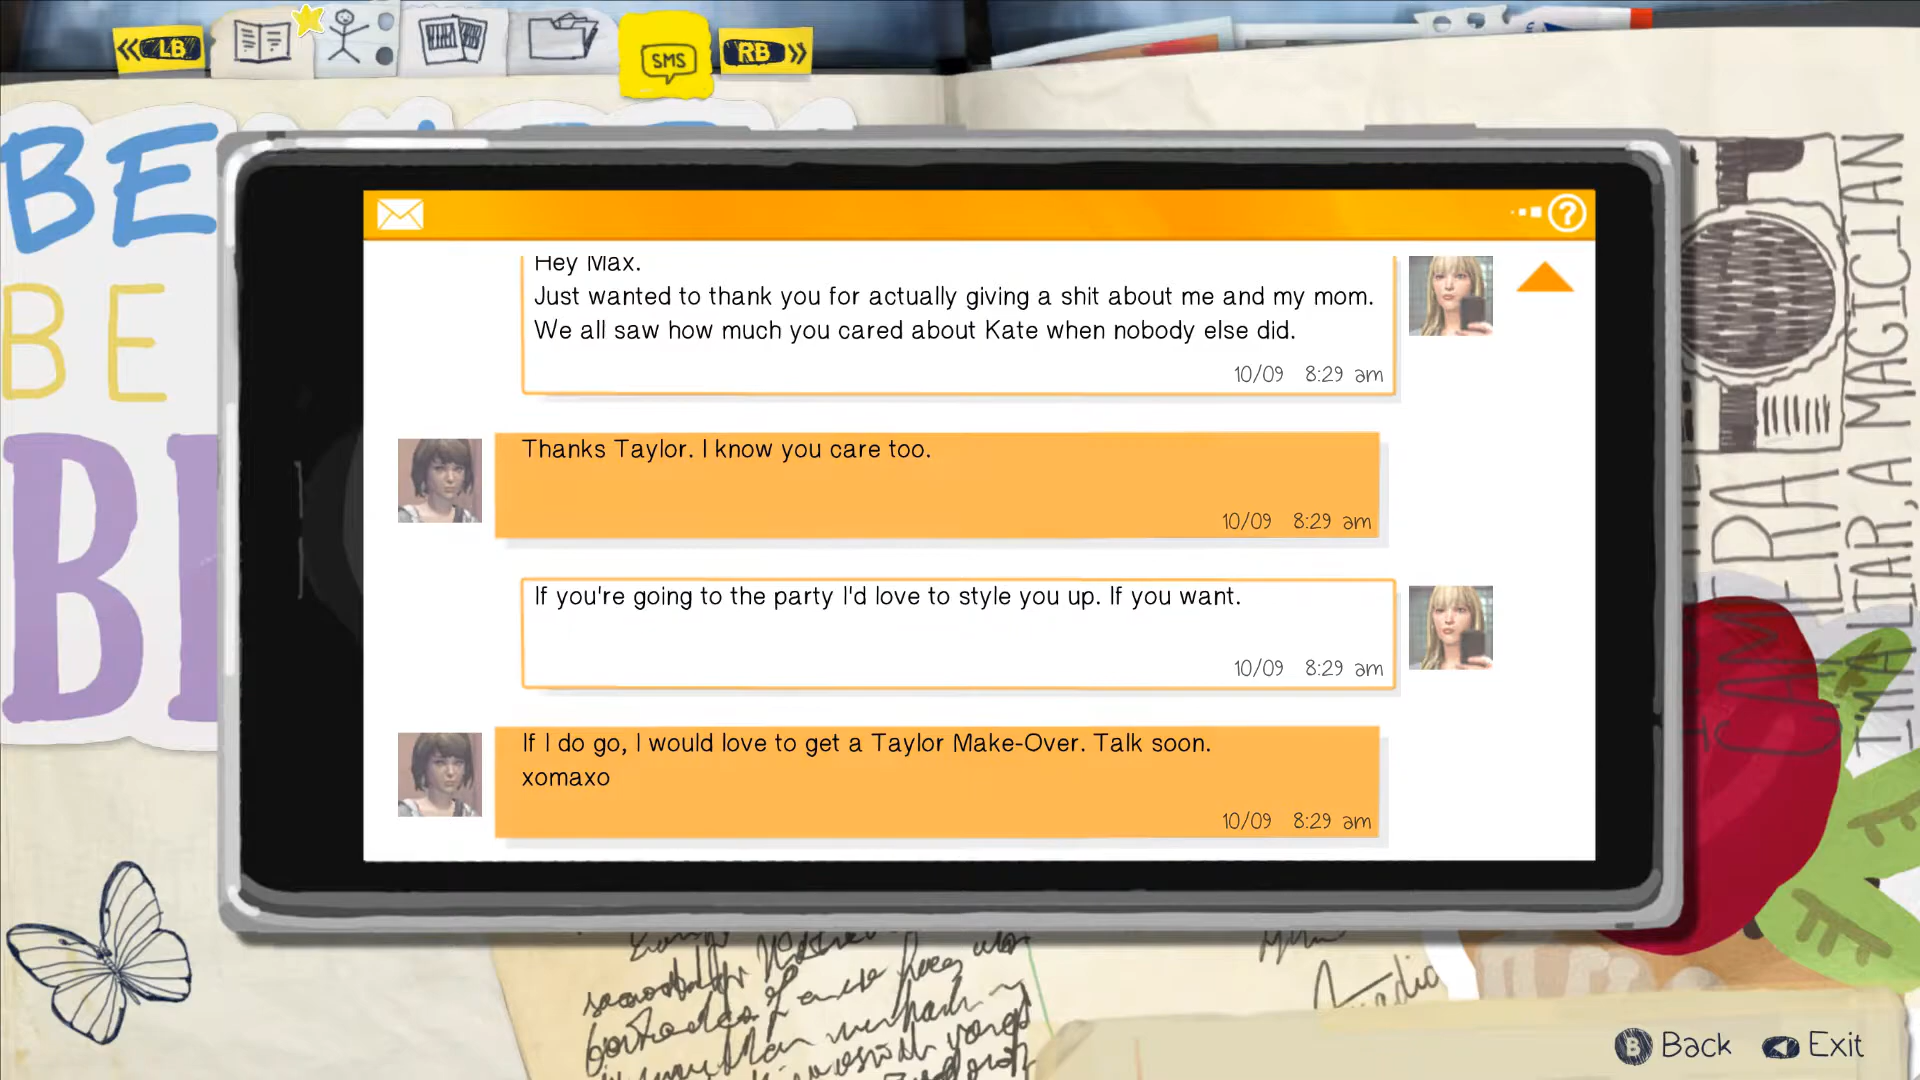 LB
SMS
RB
BE
BE
BE
CAMERA
I'M A LIAR, A MAGICIAN
Hey Max.
Just wanted to thank you for actually giving a shit about me and my mom.
We all saw how much you cared about Kate when nobody else did.
10/09 8:29 am
Thanks Taylor. I know you care too.
10/09 8:29 am
If you're going to the party I'd love to style you up. If you want.
10/09 8:29 am
If I do go, I would love to get a Taylor Make-Over. Talk soon.
xomaxo
10/09 8:29 am
B Back
Exit